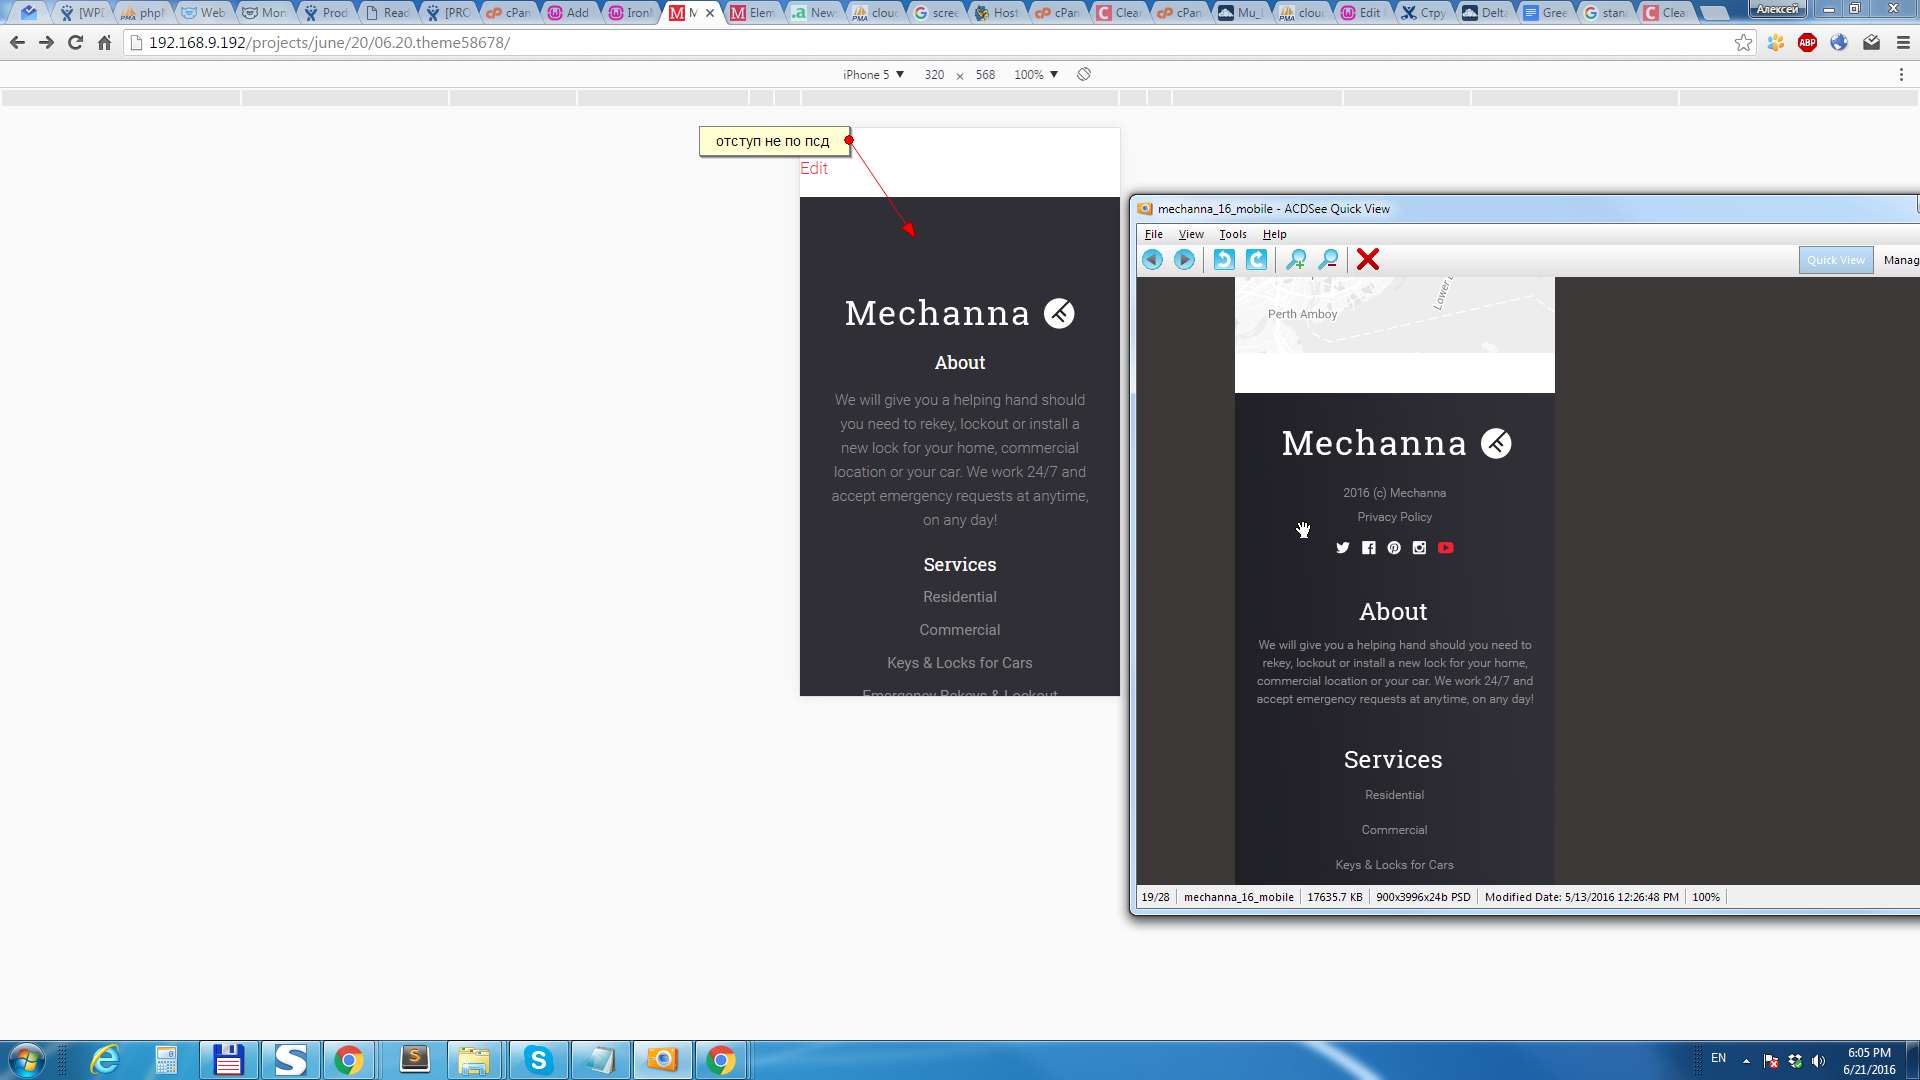 [WPI
php
Web
Mon
Prod
Read
[PRO
cPan
Add
Iron
M
Elem
New
clou
scree
Host
cPan
Clea
cPan
Mu_
clou
Edit
Стру
Delta
Gree
stan
Clea
Алексей
192.168.9.192/projects/june/20/06.20.theme58678/
ABP
iPhone 5 ▼ 320 × 568 100% ▼
отступ не по псд
Edit
Mechanna
About
We will give you a helping hand should
you need to rekey, lockout or install a
new lock for your home, commercial
location or your car. We work 24/7 and
accept emergency requests at anytime,
on any day!
Services
Residential
Commercial
Keys & Locks for Cars
Emergency Rekeys & Lockout
mechanna_16_mobile - ACDSee Quick View
File View Tools Help
Quick View Manag
Lower
Perth Amboy
Mechanna
2016 (c) Mechanna
Privacy Policy
About
We will give you a helping hand should you need to
rekey, lockout or install a new lock for your home,
commercial location or your car. We work 24/7 and
accept emergency requests at anytime, on any day!
Services
Residential
Commercial
Keys & Locks for Cars
19/28 mechanna_16_mobile 17635.7 KB 900x3996x24b PSD Modified Date: 5/13/2016 12:26:48 PM 100%
EN
6:05 PM
6/21/2016